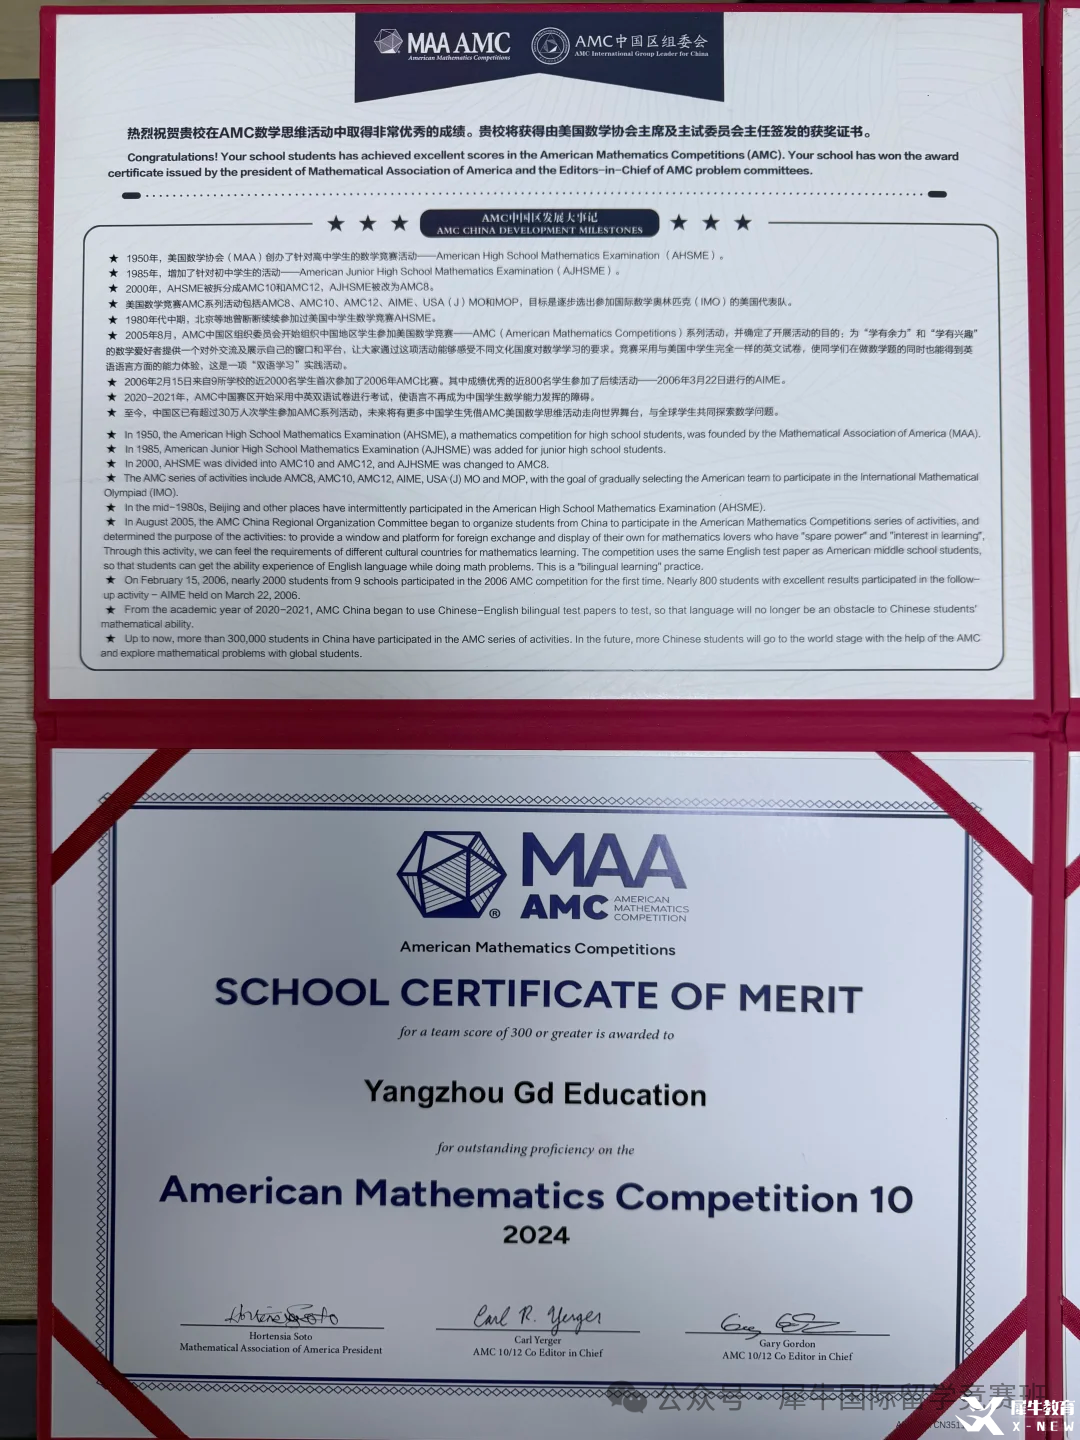 MAA AMC
American Mathematics Competitions
AMC中国区组委会
AMC International Group Leader for China
热烈祝贺贵校在AMC数学思维活动中取得非常优秀的成绩。贵校将获得由美国数学协会主席及主试委员会主任签发的获奖证书。
Congratulations! Your school students has achieved excellent scores in the American Mathematics Competitions (AMC). Your school has won the award
certificate issued by the president of Mathematical Association of America and the Editors-in-Chief of AMC problem committees.
AMC中国区发展大事记
AMC CHINA DEVELOPMENT MILESTONES
★ 1950年，美国数学协会（MAA）创办了针对高中学生的数学竞赛活动——American High School Mathematics Examination（AHSME）。
★ 1985年，增加了针对初中学生的活动——American Junior High School Mathematics Examination（AJHSME）。
★ 2000年，AHSME被拆分成AMC10和AMC12，AJHSME被改为AMC8。
★ 美国数学竞赛AMC系列活动包括AMC8、AMC10、AMC12、AIME、USA（J）MO和MOP，目标是逐步选出参加国际数学奥林匹克（IMO）的美国代表队。
★ 1980年代中期，北京等地曾断断续续参加过美国中学生数学竞赛AHSME。
★ 2005年8月，AMC中国区组织委员会开始组织中国地区学生参加美国数学竞赛——AMC（American Mathematics Competitions）系列活动，并确定了开展活动的目的：为“学有余力”和“学有兴趣”
的数学爱好者提供一个对外交流及展示自己的窗口和平台，让大家通过这项活动能够感受不同文化国度对数学学习的要求。竞赛采用与美国中学生完全一样的英文试卷，使同学们在做数学题的同时也能得到英
语语言方面的能力体验，这是一项“双语学习”实践活动。
★ 2006年2月15日来自9所学校的近2000名学生首次参加了2006年AMC比赛。其中成绩优秀的近800名学生参加了后续活动——2006年3月22日进行的AIME。
★ 2020-2021年，AMC中国赛区开始采用中英双语试卷进行考试，使语言不再成为中国学生数学能力发挥的障碍。
★ 至今，中国区已有超过30万人次学生参加AMC系列活动，未来将有更多中国学生凭借AMC美国数学思维活动走向世界舞台，与全球学生共同探索数学问题。
★ In 1950, the American High School Mathematics Examination (AHSME), a mathematics competition for high school students, was founded by the Mathematical Association of America (MAA).
★ In 1985, American Junior High School Mathematics Examination (AJHSME) was added for junior high school students.
★ In 2000, AHSME was divided into AMC10 and AMC12, and AJHSME was changed to AMC8.
★ The AMC series of activities include AMC8, AMC10, AMC12, AIME, USA (J) MO and MOP, with the goal of gradually selecting the American team to participate in the International Mathematical
Olympiad (IMO).
★ In the mid-1980s, Beijing and other places have intermittently participated in the American High School Mathematics Examination (AHSME).
★ In August 2005, the AMC China Regional Organization Committee began to organize students from China to participate in the American Mathematics Competitions series of activities, and
determined the purpose of the activities: to provide a window and platform for foreign exchange and display of their own for mathematics lovers who have "spare power" and "interest in learning".
Through this activity, we can feel the requirements of different cultural countries for mathematics learning. The competition uses the same English test paper as American middle school students,
so that students can get the ability experience of English language while doing math problems. This is a "bilingual learning" practice.
★ On February 15, 2006, nearly 2000 students from 9 schools participated in the 2006 AMC competition for the first time. Nearly 800 students with excellent results participated in the follow-
up activity - AIME held on March 22, 2006.
★ From the academic year of 2020-2021, AMC China began to use Chinese-English bilingual test papers to test, so that language will no longer be an obstacle to Chinese students'
mathematical ability.
★ Up to now, more than 300,000 students in China have participated in the AMC series of activities. In the future, more Chinese students will go to the world stage with the help of the AMC
and explore mathematical problems with global students.
MAA
AMC AMERICAN MATHEMATICS COMPETITION
®
American Mathematics Competitions
SCHOOL CERTIFICATE OF MERIT
for a team score of 300 or greater is awarded to
Yangzhou Gd Education
for outstanding proficiency on the
American Mathematics Competition 10
2024
Hortensia Soto
Mathematical Association of America President
Carl R. Yerger
Carl Yerger
AMC 10/12 Co Editor in Chief
Gary Gordon
AMC 10/12 Co Editor in Chief
公众号 · 犀牛国际留学竞赛班
犀牛教育
X-NEW